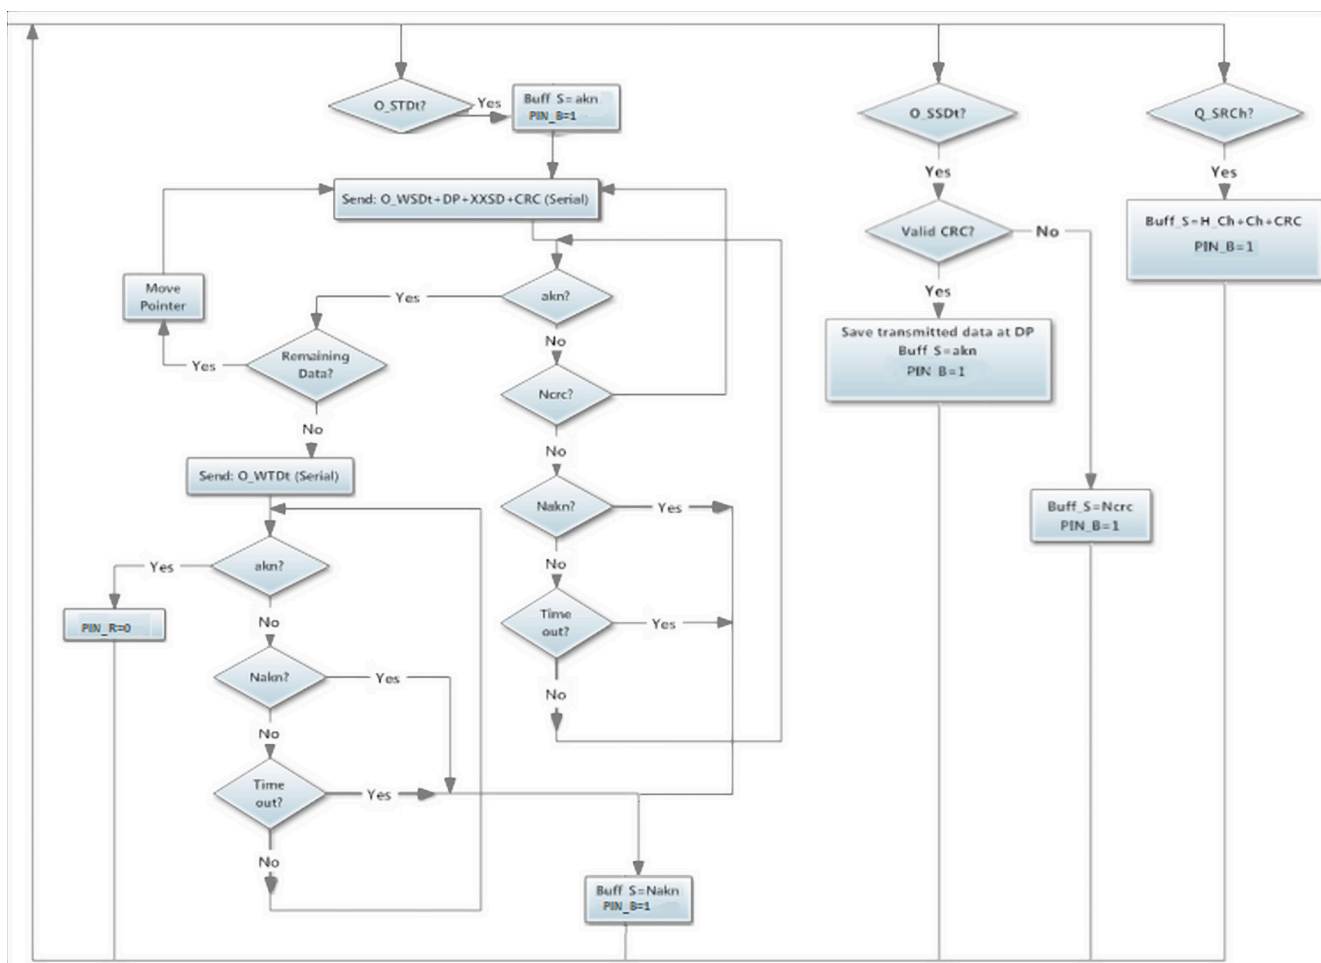 O_STDt?
Yes
Buff_S=akn
PIN_B=1
Send: O_WSDt+DP+XXSD+CRC (Serial)
Move
Pointer
Yes
akn?
No
Remaining
Data?
Yes
Ncrc?
No
No
Send: O_WTDt (Serial)
Nakn?
Yes
No
akn?
Yes
No
Time
out?
Yes
No
PIN_R=0
Nakn?
Yes
No
Time
out?
Yes
No
Buff_S=Nakn
PIN_B=1
O_SSDt?
Yes
Valid CRC?
No
Yes
Save transmitted data at DP
Buff_S=akn
PIN_B=1
Buff_S=Ncrc
PIN_B=1
Q_SRCh?
Yes
Buff_S=H_Ch+Ch+CRC
PIN_B=1